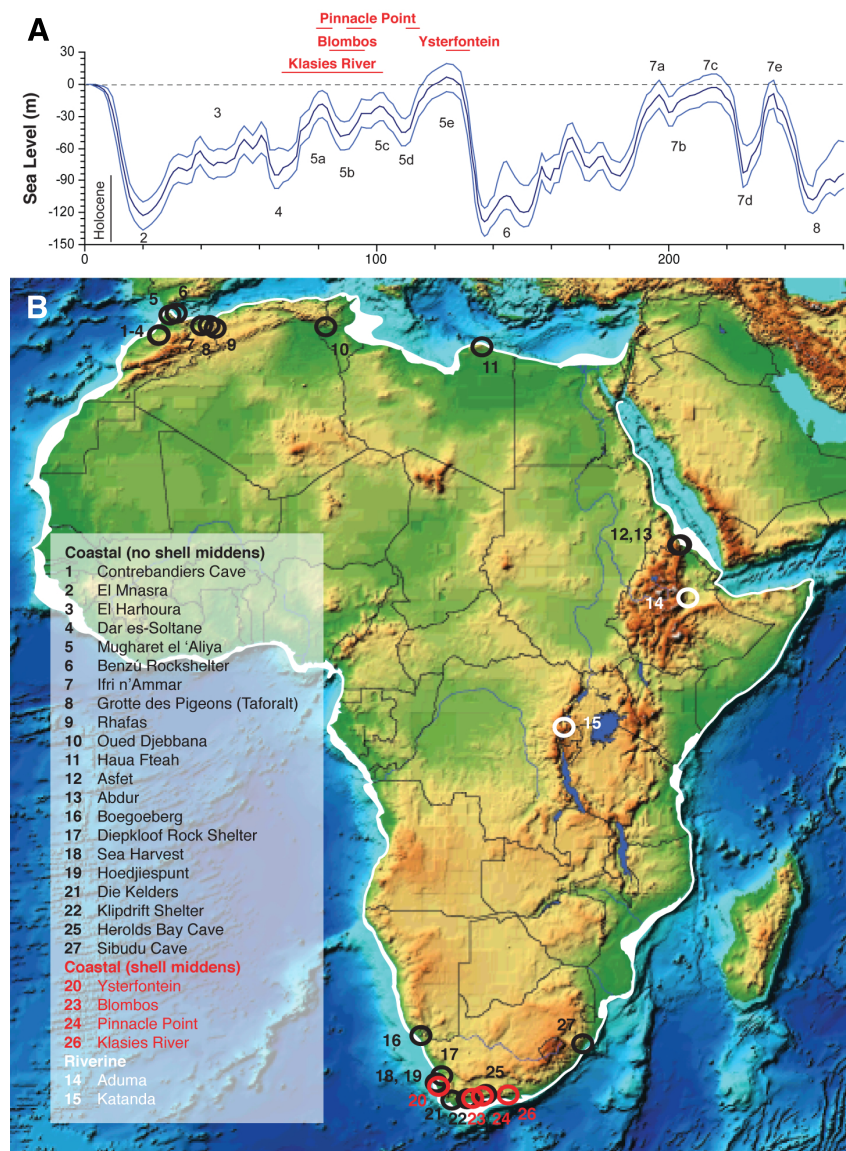 A
Pinnacle Point
Blombos
Ysterfontein
Klasies River
30
0
-30
-60
-90
-120
-150
Sea Level (m)
Holocene
2
3
4
5a
5b
5c
5d
5e
6
7a
7b
7c
7d
7e
8
0
100
200
B
5
6
1-4
7
8
9
10
11
12,13
14
15
16
17
18, 19
20
21
22
23
24
25
26
27
Coastal (no shell middens)
1 Contrebandiers Cave
2 El Mnasra
3 El Harhoura
4 Dar es-Soltane
5 Mugharet el ‘Aliya
6 Benzú Rockshelter
7 Ifri n’Ammar
8 Grotte des Pigeons (Taforalt)
9 Rhafas
10 Oued Djebbana
11 Haua Fteah
12 Asfet
13 Abdur
16 Boegoeberg
17 Diepkloof Rock Shelter
18 Sea Harvest
19 Hoedjiespunt
21 Die Kelders
22 Klipdrift Shelter
25 Herolds Bay Cave
27 Sibudu Cave
Coastal (shell middens)
20 Ysterfontein
23 Blombos
24 Pinnacle Point
26 Klasies River
Riverine
14 Aduma
15 Katanda